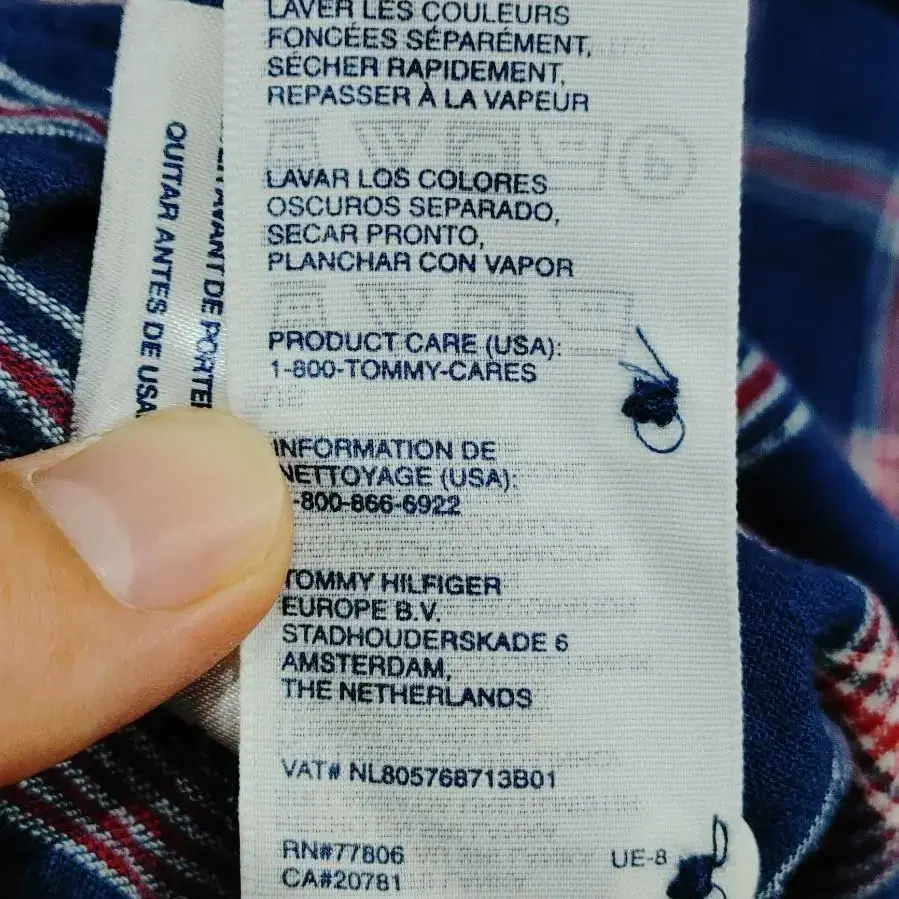 LAVER LES COULEURS
FONCÉES SÉPARÉMENT,
SÉCHER RAPIDEMENT,
REPASSER À LA VAPEUR
LAVAR LOS COLORES
OSCUROS SEPARADO,
SECAR PRONTO,
PLANCHAR CON VAPOR
PRODUCT CARE (USA):
1-800-TOMMY-CARES
INFORMATION DE
NETTOYAGE (USA):
-800-866-6922
TOMMY HILFIGER
EUROPE B.V.
STADHOUDERSKADE 6
AMSTERDAM,
THE NETHERLANDS
VAT# NL805768713B01
RN#77806
CA#20781
UE-8
AVANT DE PORTER
QUITAR ANTES DE USAR